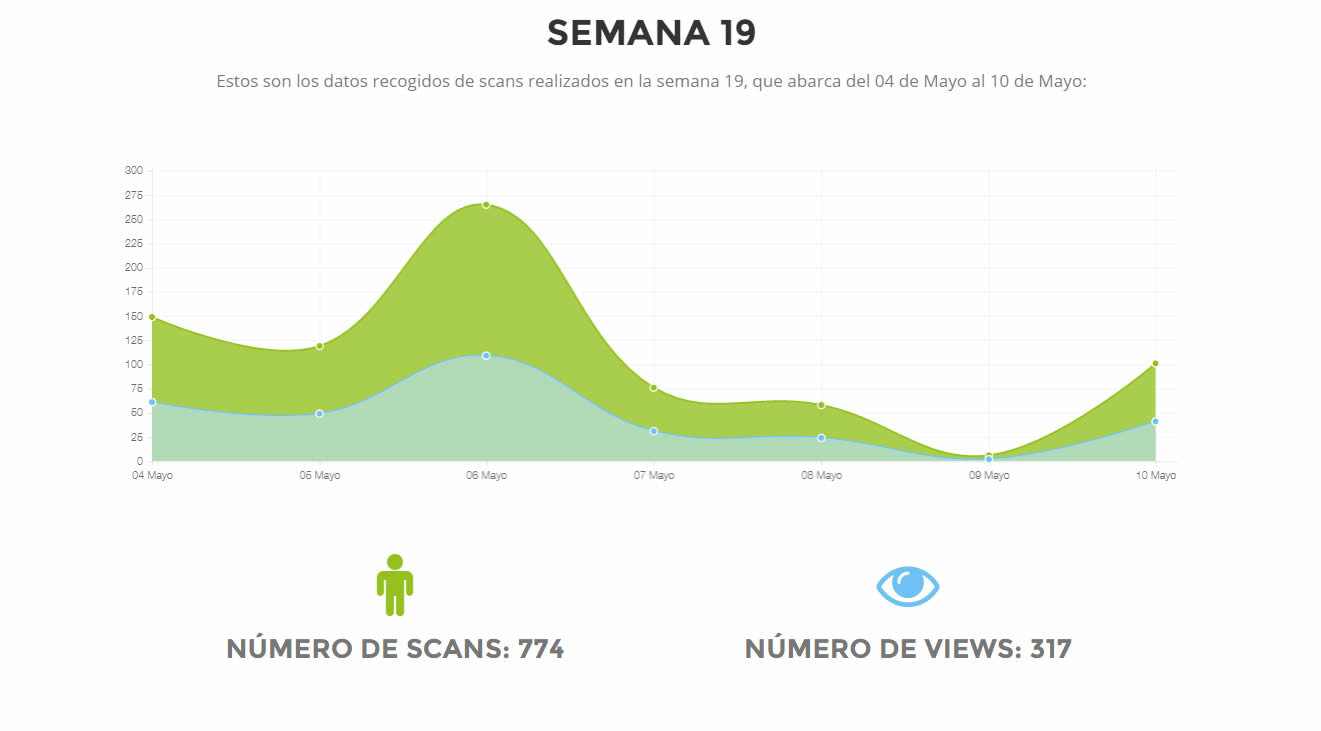 SEMANA 19
Estos son los datos recogidos de scans realizados en la semana 19, que abarca del 04 de Mayo al 10 de Mayo:
300
275
250
225
200
175
150
125
100
75
50
25
0
04 Mayo 05 Mayo 06 Mayo 07 Mayo 08 Mayo 09 Mayo 10 Mayo
NÚMERO DE SCANS: 774
NÚMERO DE VIEWS: 317